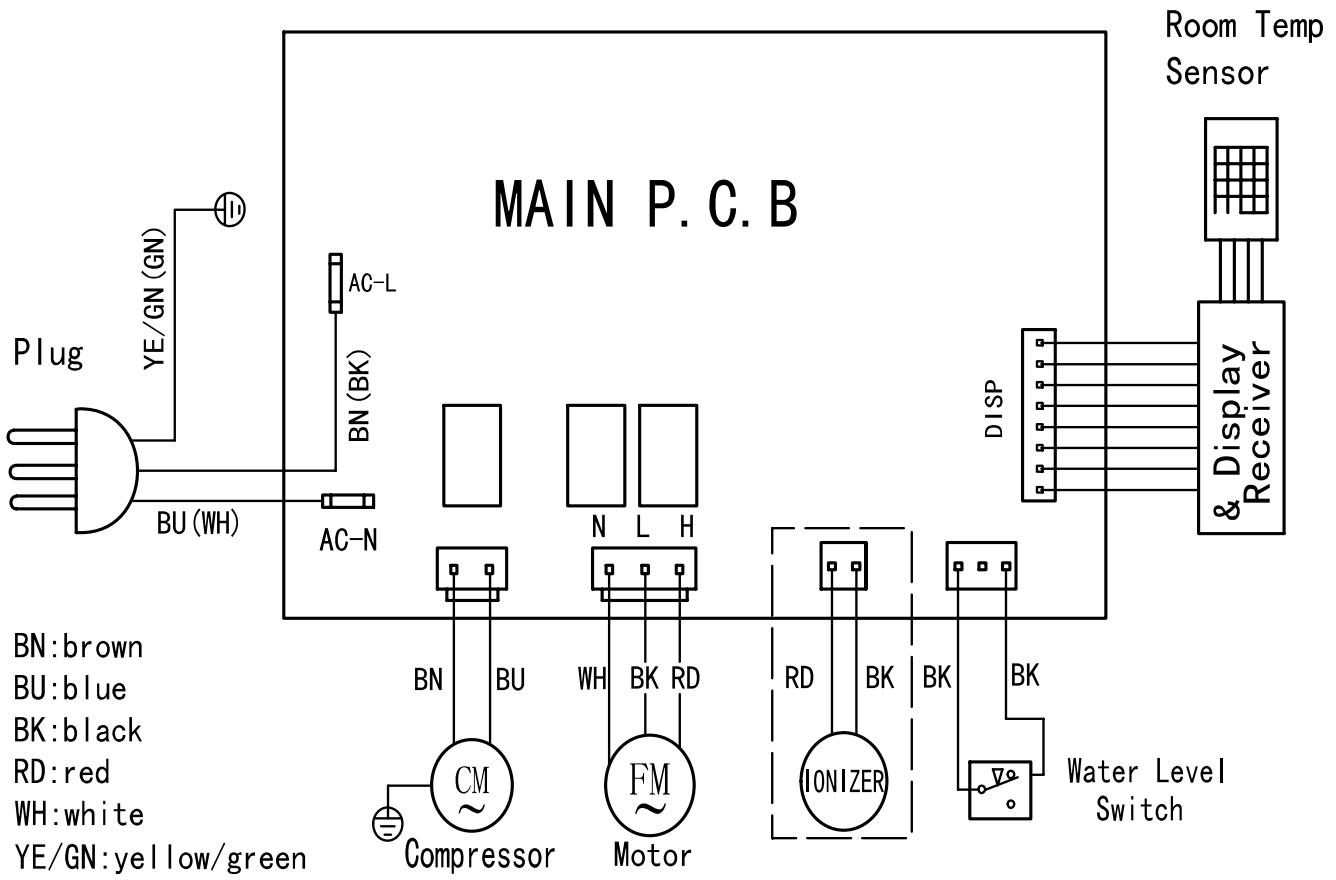 Room Temp
Sensor
MAIN P.C.B
YE/GN(GN)
AC-L
Plug
BN(BK)
DISP
& Display
Receiver
BU(WH)
AC-N
N L H
BN:brown
BU:blue
BK:black
RD:red
WH:white
YE/GN:yellow/green
BN BU
WH BK RD
RD BK
BK BK
CM
~
Compressor
FM
~
Motor
IONIZER
Water Level
Switch